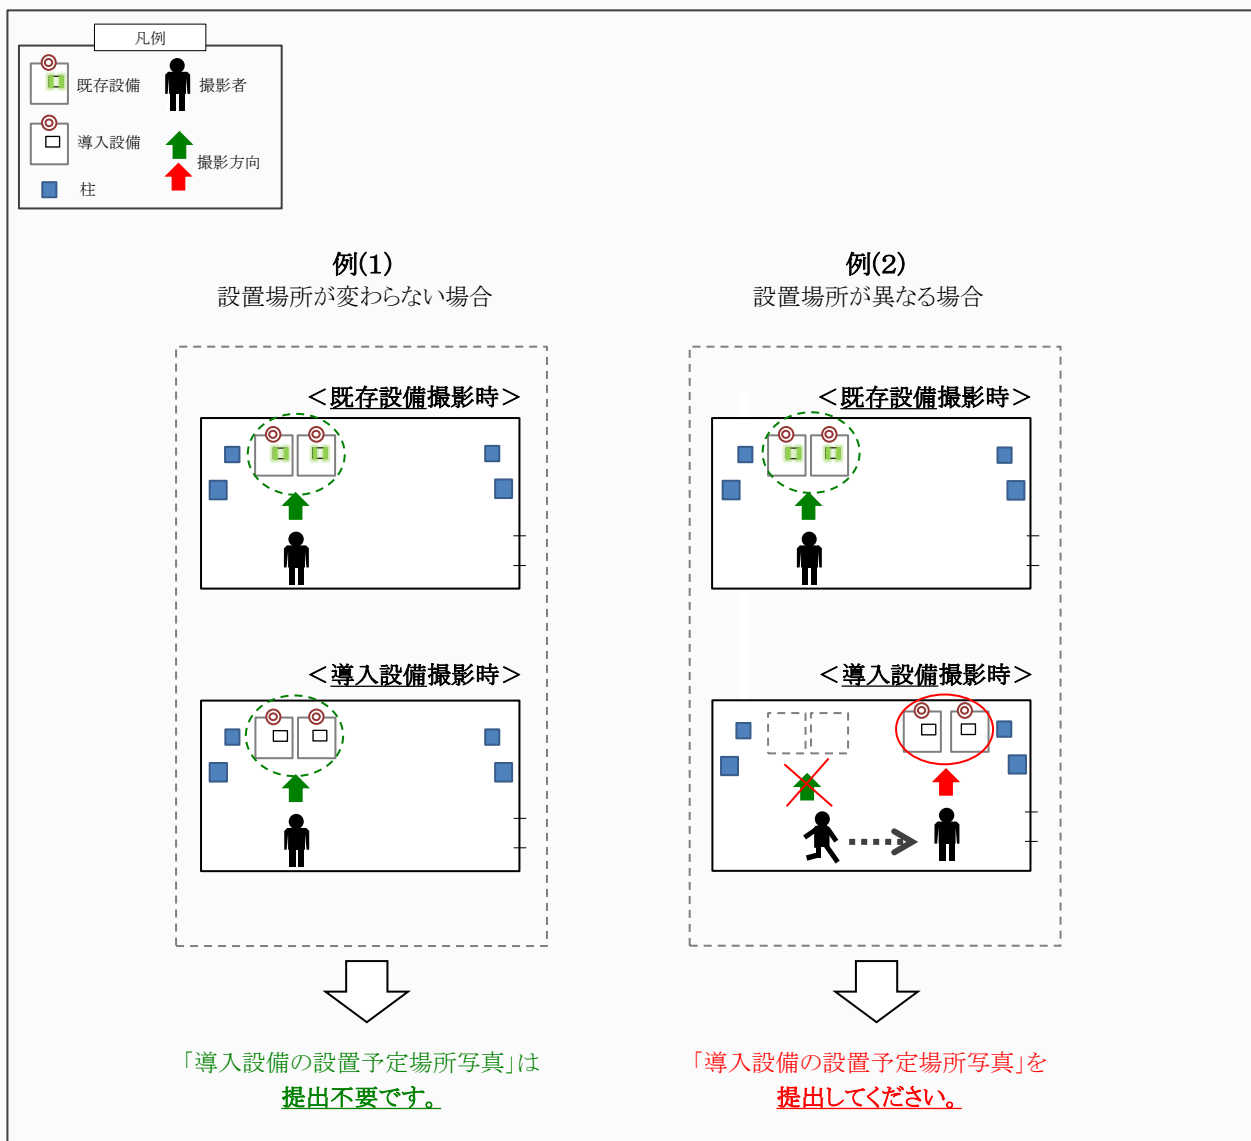 凡例
既存設備
撮影者
導入設備
撮影方向
柱
例(1)
設置場所が変わらない場合
＜既存設備撮影時＞
＜導入設備撮影時＞
「導入設備の設置予定場所写真」は
提出不要です。
例(2)
設置場所が異なる場合
＜既存設備撮影時＞
＜導入設備撮影時＞
「導入設備の設置予定場所写真」を
提出してください。